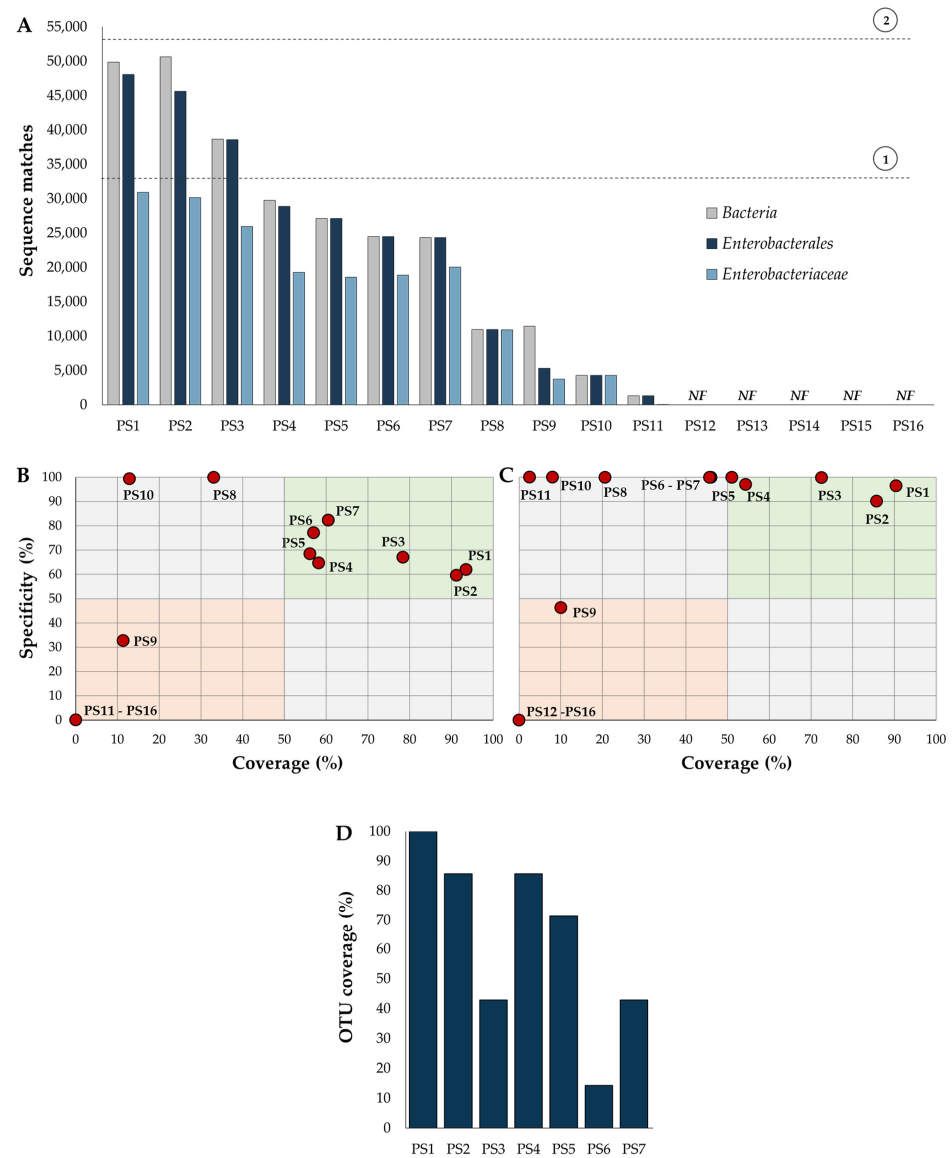 A
Sequence matches
55,000
50,000
45,000
40,000
35,000
30,000
25,000
20,000
15,000
10,000
5,000
0
2
1
Bacteria
Enterobacterales
Enterobacteriaceae
NF NF NF NF NF
PS1 PS2 PS3 PS4 PS5 PS6 PS7 PS8 PS9 PS10 PS11 PS12 PS13 PS14 PS15 PS16
B
Specificity (%)
100
90
80
70
60
50
40
30
20
10
0
PS10
PS8
PS7
PS6
PS5
PS4
PS3
PS1
PS2
PS9
PS11 - PS16
0 10 20 30 40 50 60 70 80 90 100
Coverage (%)
C
PS11
PS10
PS8
PS6 - PS7
PS5
PS4
PS3
PS1
PS2
PS9
PS12 -PS16
0 10 20 30 40 50 60 70 80 90 100
Coverage (%)
D
OTU coverage (%)
100
90
80
70
60
50
40
30
20
10
0
PS1 PS2 PS3 PS4 PS5 PS6 PS7